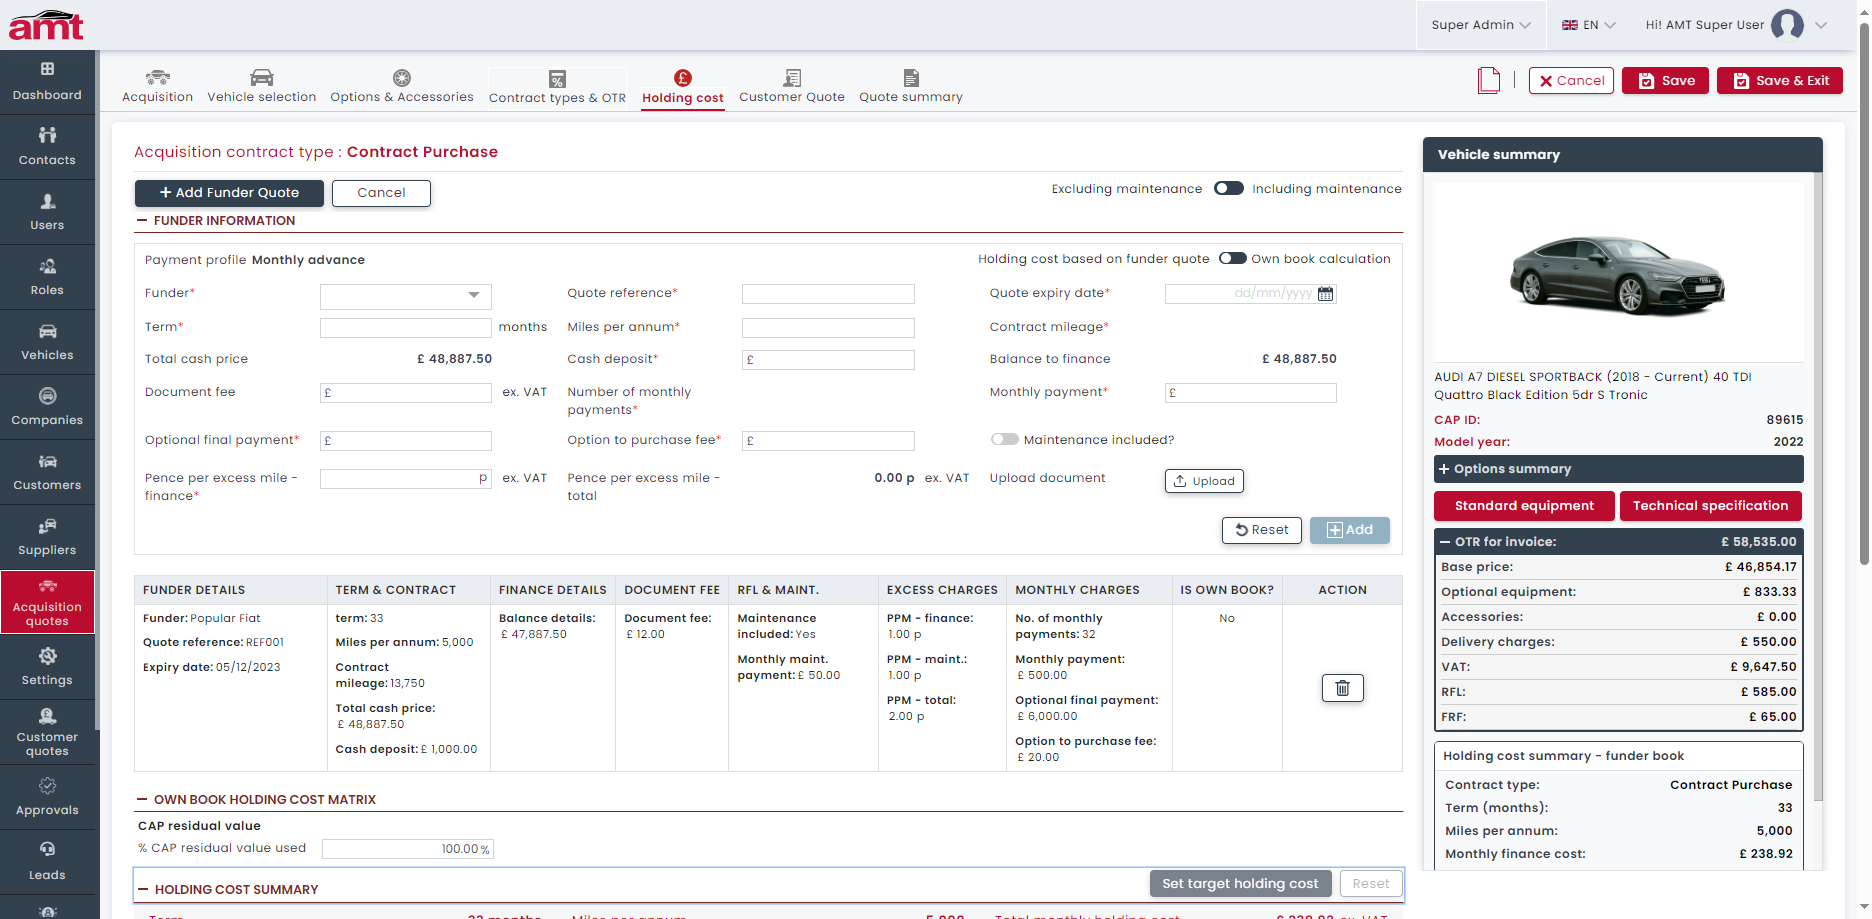 amt
Super Admin
EN
Hi! AMT Super User
Dashboard
Contacts
Users
Roles
Vehicles
Companies
Customers
Suppliers
Acquisition
quotes
Settings
Customer
quotes
Approvals
Leads
Acquisition
Vehicle selection
Options & Accessories
Contract types & OTR
Holding cost
Customer Quote
Quote summary
Cancel
Save
Save & Exit
Acquisition contract type : Contract Purchase
+ Add Funder Quote
Cancel
Excluding maintenance
Including maintenance
FUNDER INFORMATION
Payment profile Monthly advance
Holding cost based on funder quote
Own book calculation
Funder*
Quote reference*
Quote expiry date*
dd/mm/yyyy
Term*
months
Miles per annum*
Contract mileage*
Total cash price
£ 48,887.50
Cash deposit*
£
Balance to finance
£ 48,887.50
Document fee
£
ex. VAT
Number of monthly
payments*
Monthly payment*
£
Optional final payment*
£
Option to purchase fee*
£
Maintenance included?
Pence per excess mile -
finance*
p
ex. VAT
Pence per excess mile -
total
0.00 p
ex. VAT
Upload document
Upload
Reset
Add
FUNDER DETAILS
TERM & CONTRACT
FINANCE DETAILS
DOCUMENT FEE
RFL & MAINT.
EXCESS CHARGES
MONTHLY CHARGES
IS OWN BOOK?
ACTION
Funder: Popular Fiat
Quote reference: REF001
Expiry date: 05/12/2023
term: 33
Miles per annum: 5,000
Contract
mileage: 13,750
Total cash price:
£ 48,887.50
Cash deposit: £ 1,000.00
Balance details:
£ 47,887.50
Document fee:
£ 12.00
Maintenance
included: Yes
Monthly maint.
payment: £ 50.00
PPM - finance:
1.00 p
PPM - maint.:
1.00 p
PPM - total:
2.00 p
No. of monthly
payments: 32
Monthly payment:
£ 500.00
Optional final payment:
£ 6,000.00
Option to purchase fee:
£ 20.00
No
OWN BOOK HOLDING COST MATRIX
CAP residual value
% CAP residual value used
100.00 %
HOLDING COST SUMMARY
Set target holding cost
Reset
Term
33 months
Miles per annum
5,000
Total monthly holding cost
£ 238.92 ex. VAT
Vehicle summary
AUDI A7 DIESEL SPORTBACK (2018 - Current) 40 TDI
Quattro Black Edition 5dr S Tronic
CAP ID:
89615
Model year:
2022
+ Options summary
Standard equipment
Technical specification
OTR for invoice:
£ 58,535.00
Base price:
£ 46,854.17
Optional equipment:
£ 833.33
Accessories:
£ 0.00
Delivery charges:
£ 550.00
VAT:
£ 9,647.50
RFL:
£ 585.00
FRF:
£ 65.00
Holding cost summary - funder book
Contract type:
Contract Purchase
Term (months):
33
Miles per annum:
5,000
Monthly finance cost:
£ 238.92